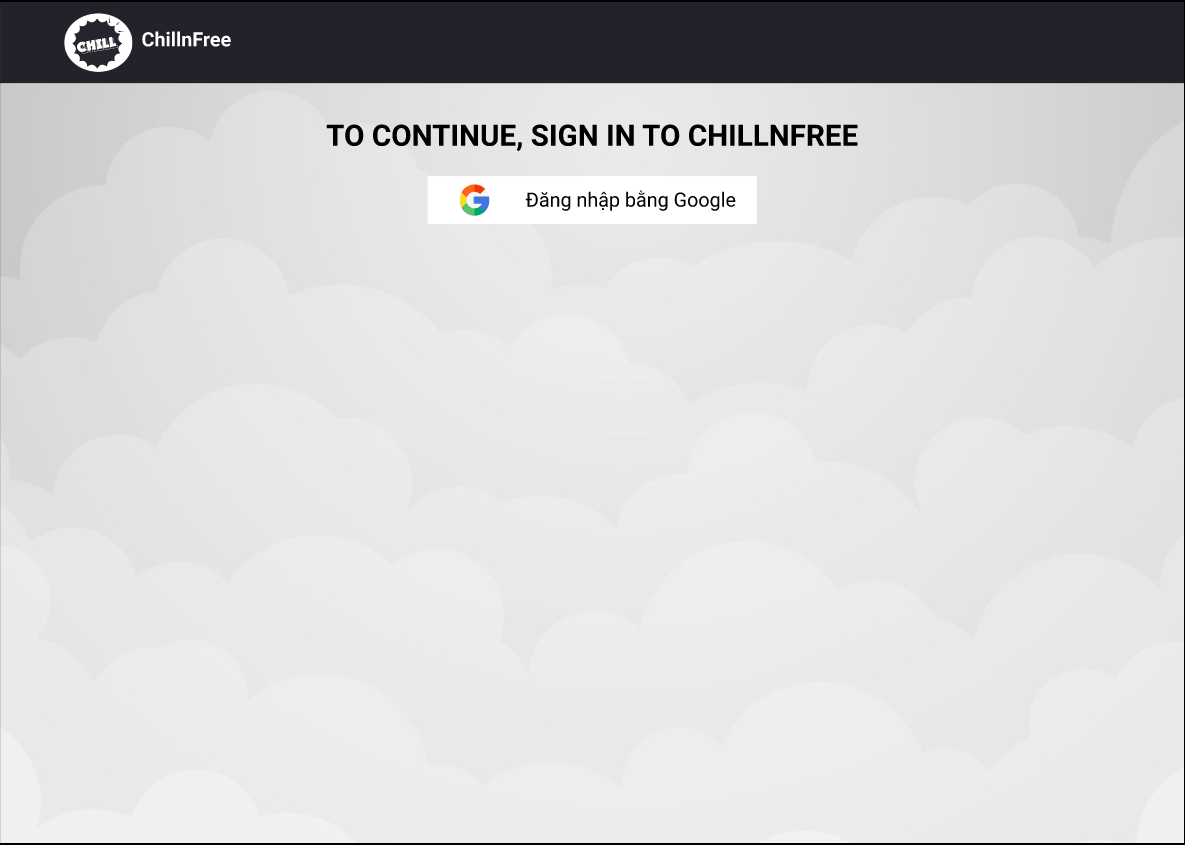 CHILL
ChillnFree
TO CONTINUE, SIGN IN TO CHILLNFREE
Đăng nhập bằng Google